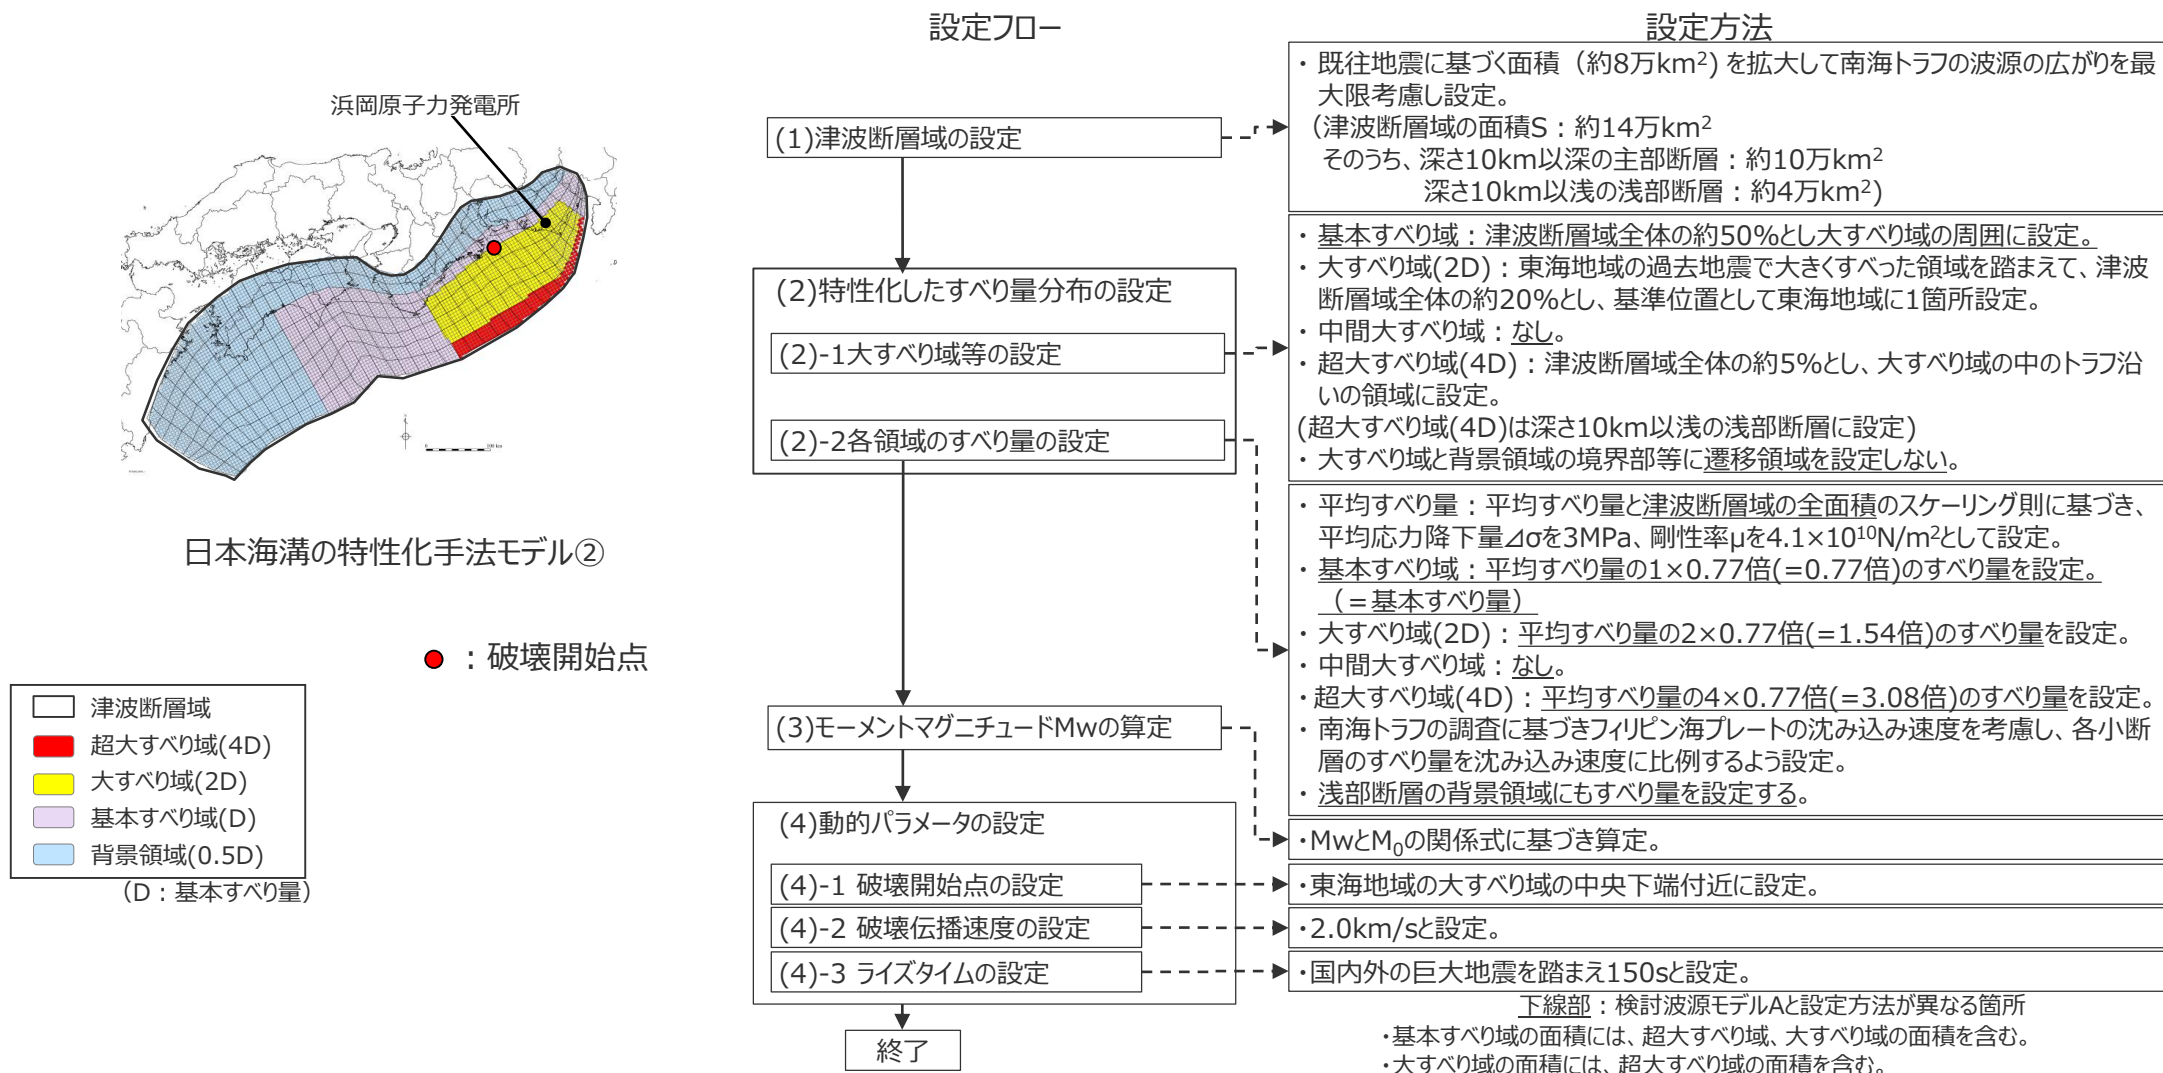 設定フロー
設定方法
浜岡原子力発電所
日本海溝の特性化手法モデル②
：破壊開始点
津波断層域
超大すべり域(4D)
大すべり域(2D)
基本すべり域(D)
背景領域(0.5D)
（D：基本すべり量）
(1)津波断層域の設定
(2)特性化したすべり量分布の設定
(2)-1大すべり域等の設定
(2)-2各領域のすべり量の設定
(3)モーメントマグニチュードMwの算定
(4)動的パラメータの設定
(4)-1 破壊開始点の設定
(4)-2 破壊伝播速度の設定
(4)-3 ライズタイムの設定
終了
・既往地震に基づく面積（約8万km²）を拡大して南海トラフの波源の広がりを最
大限考慮し設定。
（津波断層域の面積S：約14万km²
そのうち、深さ10km以深の主部断層：約10万km²
深さ10km以浅の浅部断層：約4万km²）
・基本すべり域：津波断層域全体の約50%とし大すべり域の周囲に設定。
・大すべり域(2D)：東海地域の過去地震で大きくすべった領域を踏まえて、津波
断層域全体の約20%とし、基準位置として東海地域に1箇所設定。
・中間大すべり域：なし。
・超大すべり域(4D)：津波断層域全体の約5%とし、大すべり域の中のトラフ沿
いの領域に設定。
(超大すべり域(4D)は深さ10km以浅の浅部断層に設定)
・大すべり域と背景領域の境界部等に遷移領域を設定しない。
・平均すべり量：平均すべり量と津波断層域の全面積のスケーリング則に基づき、
平均応力降下量⊿σを3MPa、剛性率μを4.1×10¹⁰N/m²として設定。
・基本すべり域：平均すべり量の1×0.77倍(=0.77倍)のすべり量を設定。
（=基本すべり量）
・大すべり域(2D)：平均すべり量の2×0.77倍(=1.54倍)のすべり量を設定。
・中間大すべり域：なし。
・超大すべり域(4D)：平均すべり量の4×0.77倍(=3.08倍)のすべり量を設定。
・南海トラフの調査に基づきフィリピン海プレートの沈み込み速度を考慮し、各小断
層のすべり量を沈み込み速度に比例するよう設定。
・浅部断層の背景領域にもすべり量を設定する。
・MwとM₀の関係式に基づき算定。
・東海地域の大すべり域の中央下端付近に設定。
・2.0km/sと設定。
・国内外の巨大地震を踏まえ150sと設定。
下線部：検討波源モデルAと設定方法が異なる箇所
・基本すべり域の面積には、超大すべり域、大すべり域の面積を含む。
・大すべり域の面積には、超大すべり域の面積を含む。